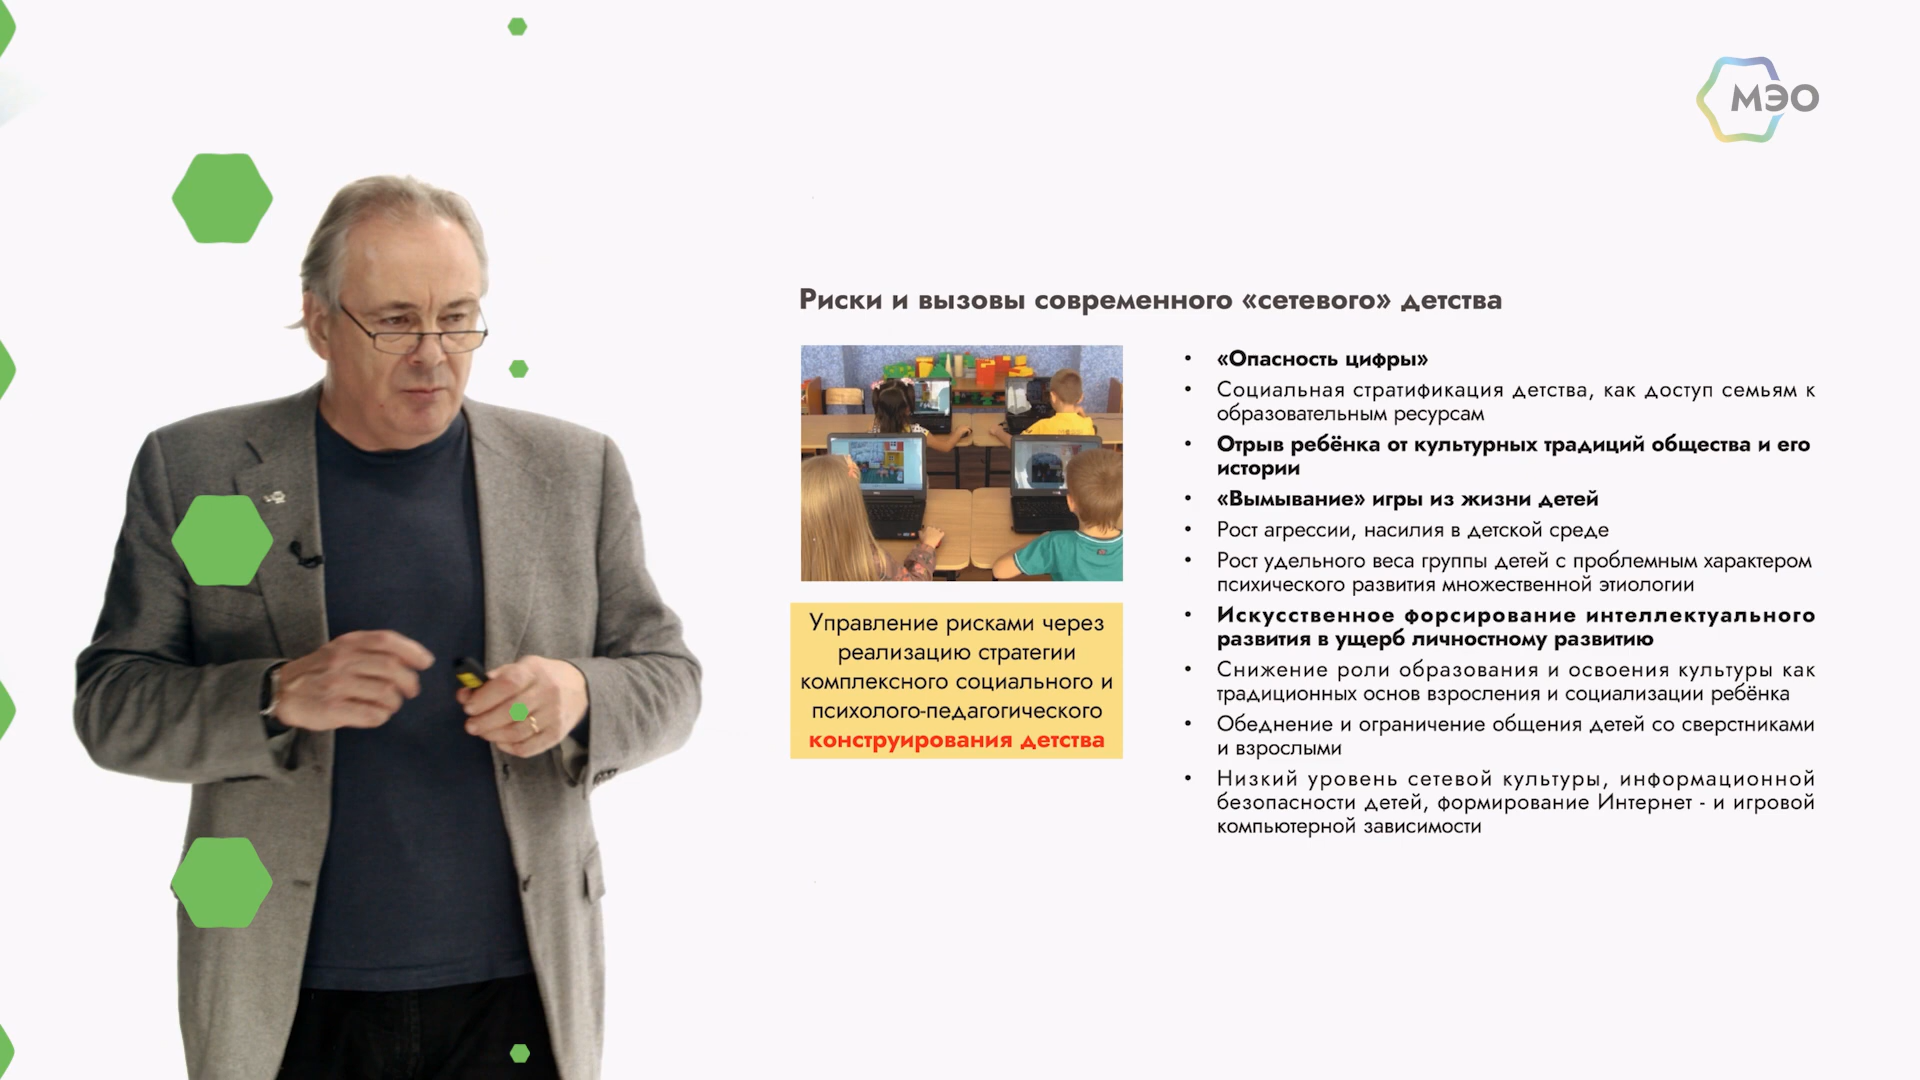 МЭО
Риски и вызовы современного «сетевого» детства
Управление рисками через
реализацию стратегии
комплексного социального и
психолого-педагогического
конструирования детства
• «Опасность цифры»
• Социальная стратификация детства, как доступ семьям к
образовательным ресурсам
• Отрыв ребёнка от культурных традиций общества и его
истории
• «Вымывание» игры из жизни детей
• Рост агрессии, насилия в детской среде
• Рост удельного веса группы детей с проблемным характером
психического развития множественной этиологии
• Искусственное форсирование интеллектуального
развития в ущерб личностному развитию
• Снижение роли образования и освоения культуры как
традиционных основ взросления и социализации ребёнка
• Обеднение и ограничение общения детей со сверстниками
и взрослыми
• Низкий уровень сетевой культуры, информационной
безопасности детей, формирование Интернет - и игровой
компьютерной зависимости